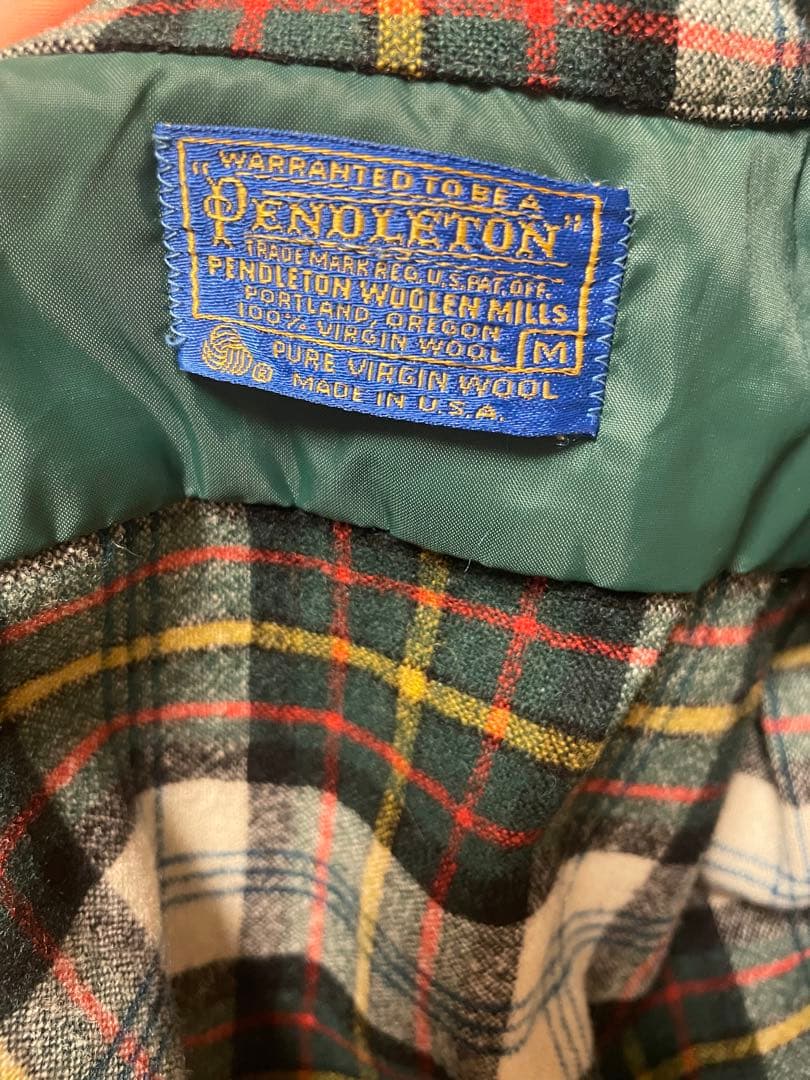 WARRANTED TO BE A
"PENDLETON"
TRADE MARK REG. U.S. PAT. OFF.
PENDLETON WOOLEN MILLS
PORTLAND, OREGON
100% VIRGIN WOOL M
PURE VIRGIN WOOL
® MADE IN U.S.A.